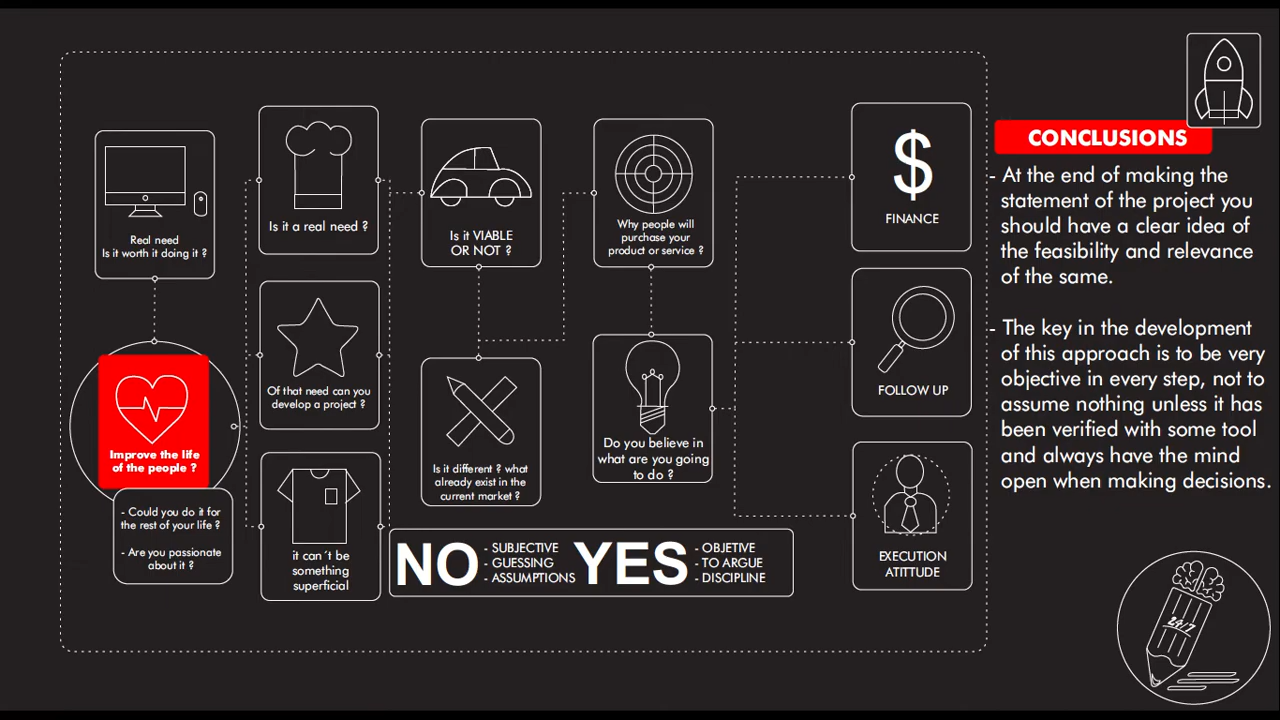 Real need
Is it worth it doing it ?
Improve the life
of the people ?
- Could you do it for
the rest of your life ?
- Are you passionate
about it ?
Is it a real need ?
Of that need can you
develop a project ?
it can´t be
something
superficial
Is it VIABLE
OR NOT ?
Is it different ? what
already exist in the
current market ?
Why people will
purchase your
product or service ?
Do you believe in
what are you going
to do ?
NO
- SUBJECTIVE
- GUESSING
- ASSUMPTIONS
YES
- OBJETIVE
- TO ARGUE
- DISCIPLINE
$
FINANCE
FOLLOW UP
EXECUTION
ATITTUDE
CONCLUSIONS
- At the end of making the
statement of the project you
should have a clear idea of
the feasibility and relevance
of the same.
- The key in the development
of this approach is to be very
objective in every step, not to
assume nothing unless it has
been verified with some tool
and always have the mind
open when making decisions.
24/7